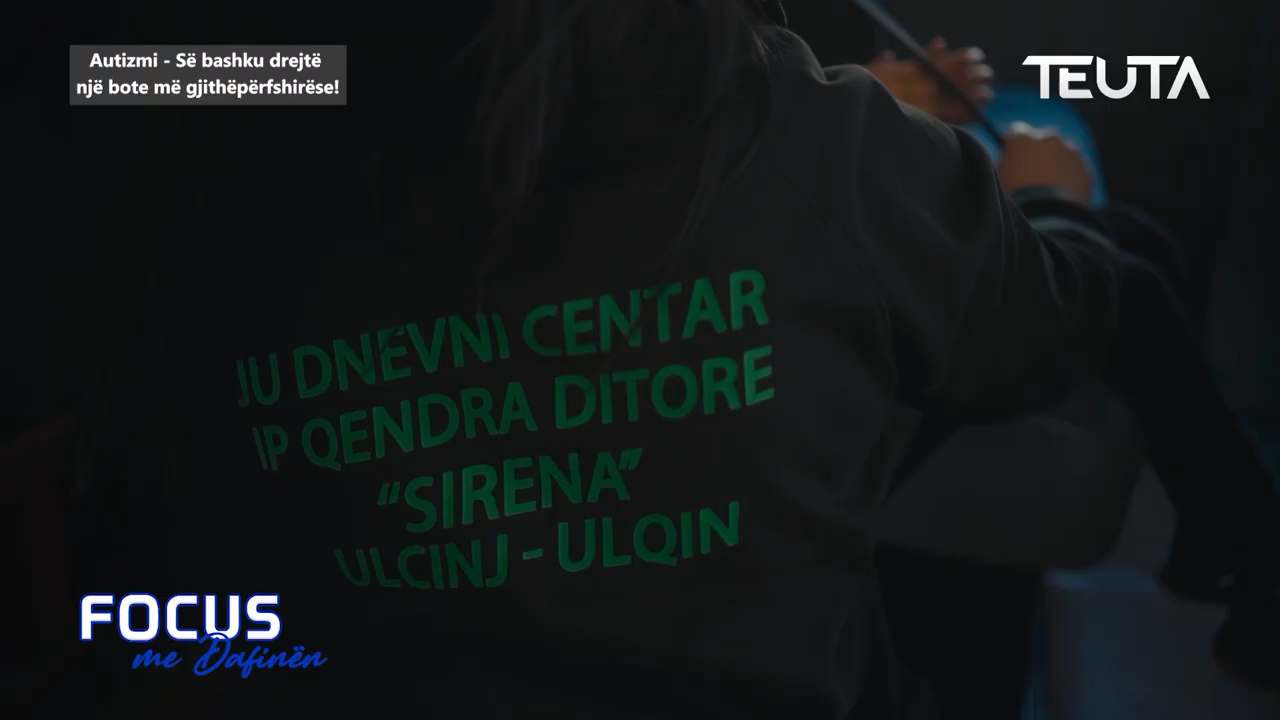 Autizmi - Së bashku drejtë
një bote më gjithëpërfshirëse!
TEUTA
JU DNEVNI CENTAR
IP QENDRA DITORE
“SIRENA”
ULCINJ - ULQIN
FOCUS
me Dafinën